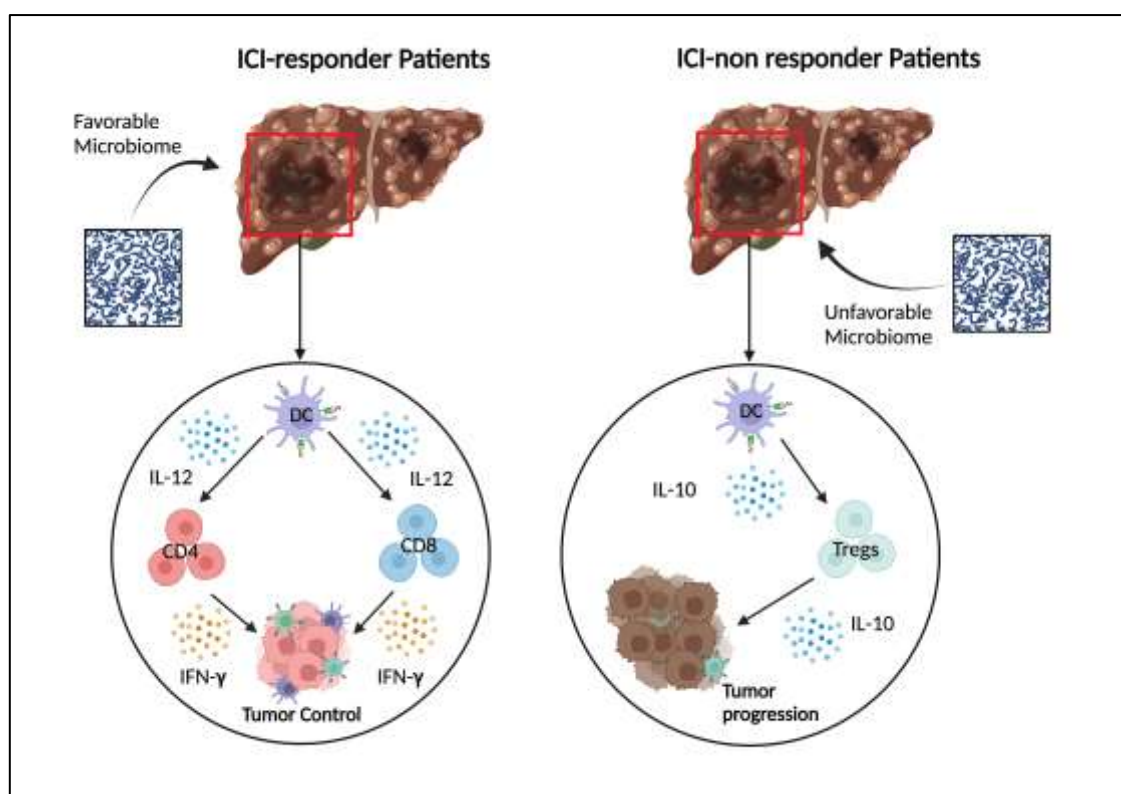 ICI-responder Patients
Favorable
Microbiome
DC
IL-12
IL-12
CD4
CD8
IFN-γ
IFN-γ
Tumor Control
ICI-non responder Patients
Unfavorable
Microbiome
DC
IL-10
Tregs
IL-10
Tumor
progression